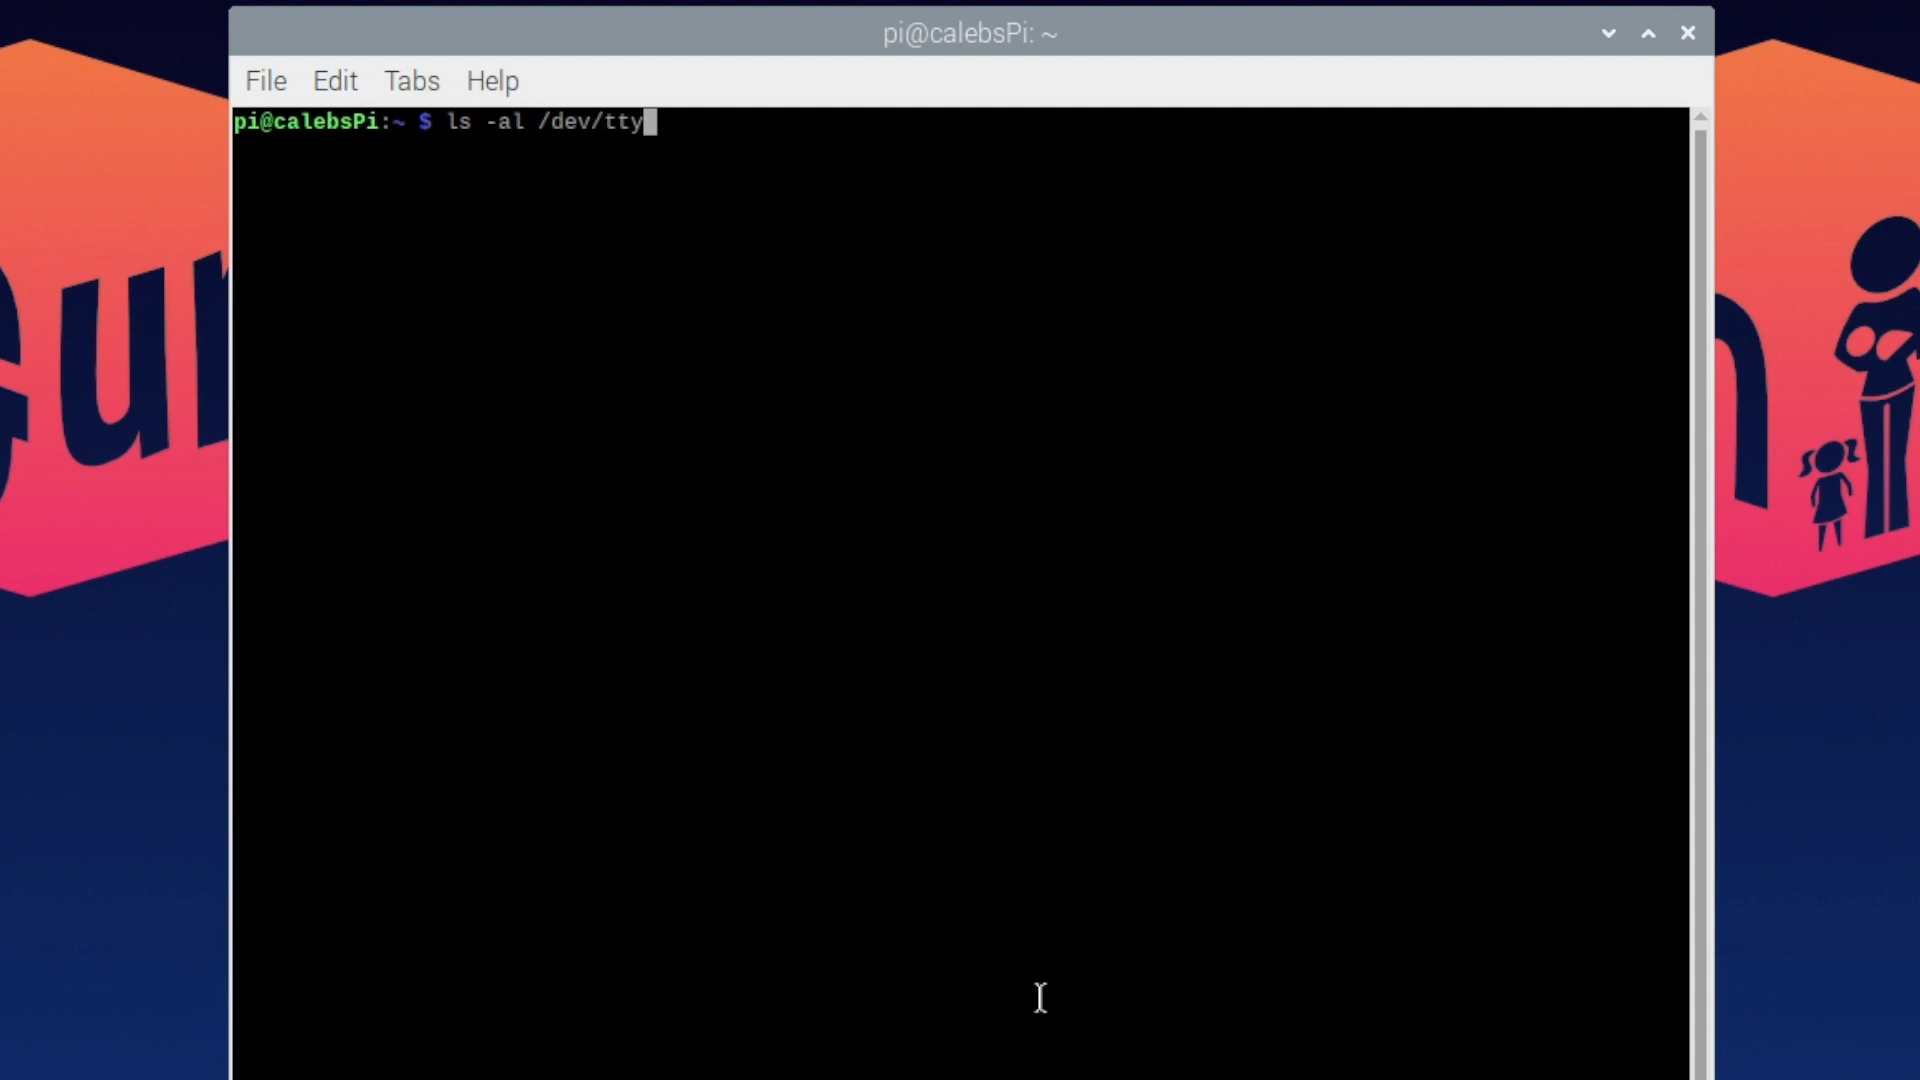 pi@calebsPi: ~
File Edit Tabs Help
pi@calebsPi:~ $ ls -al /dev/tty